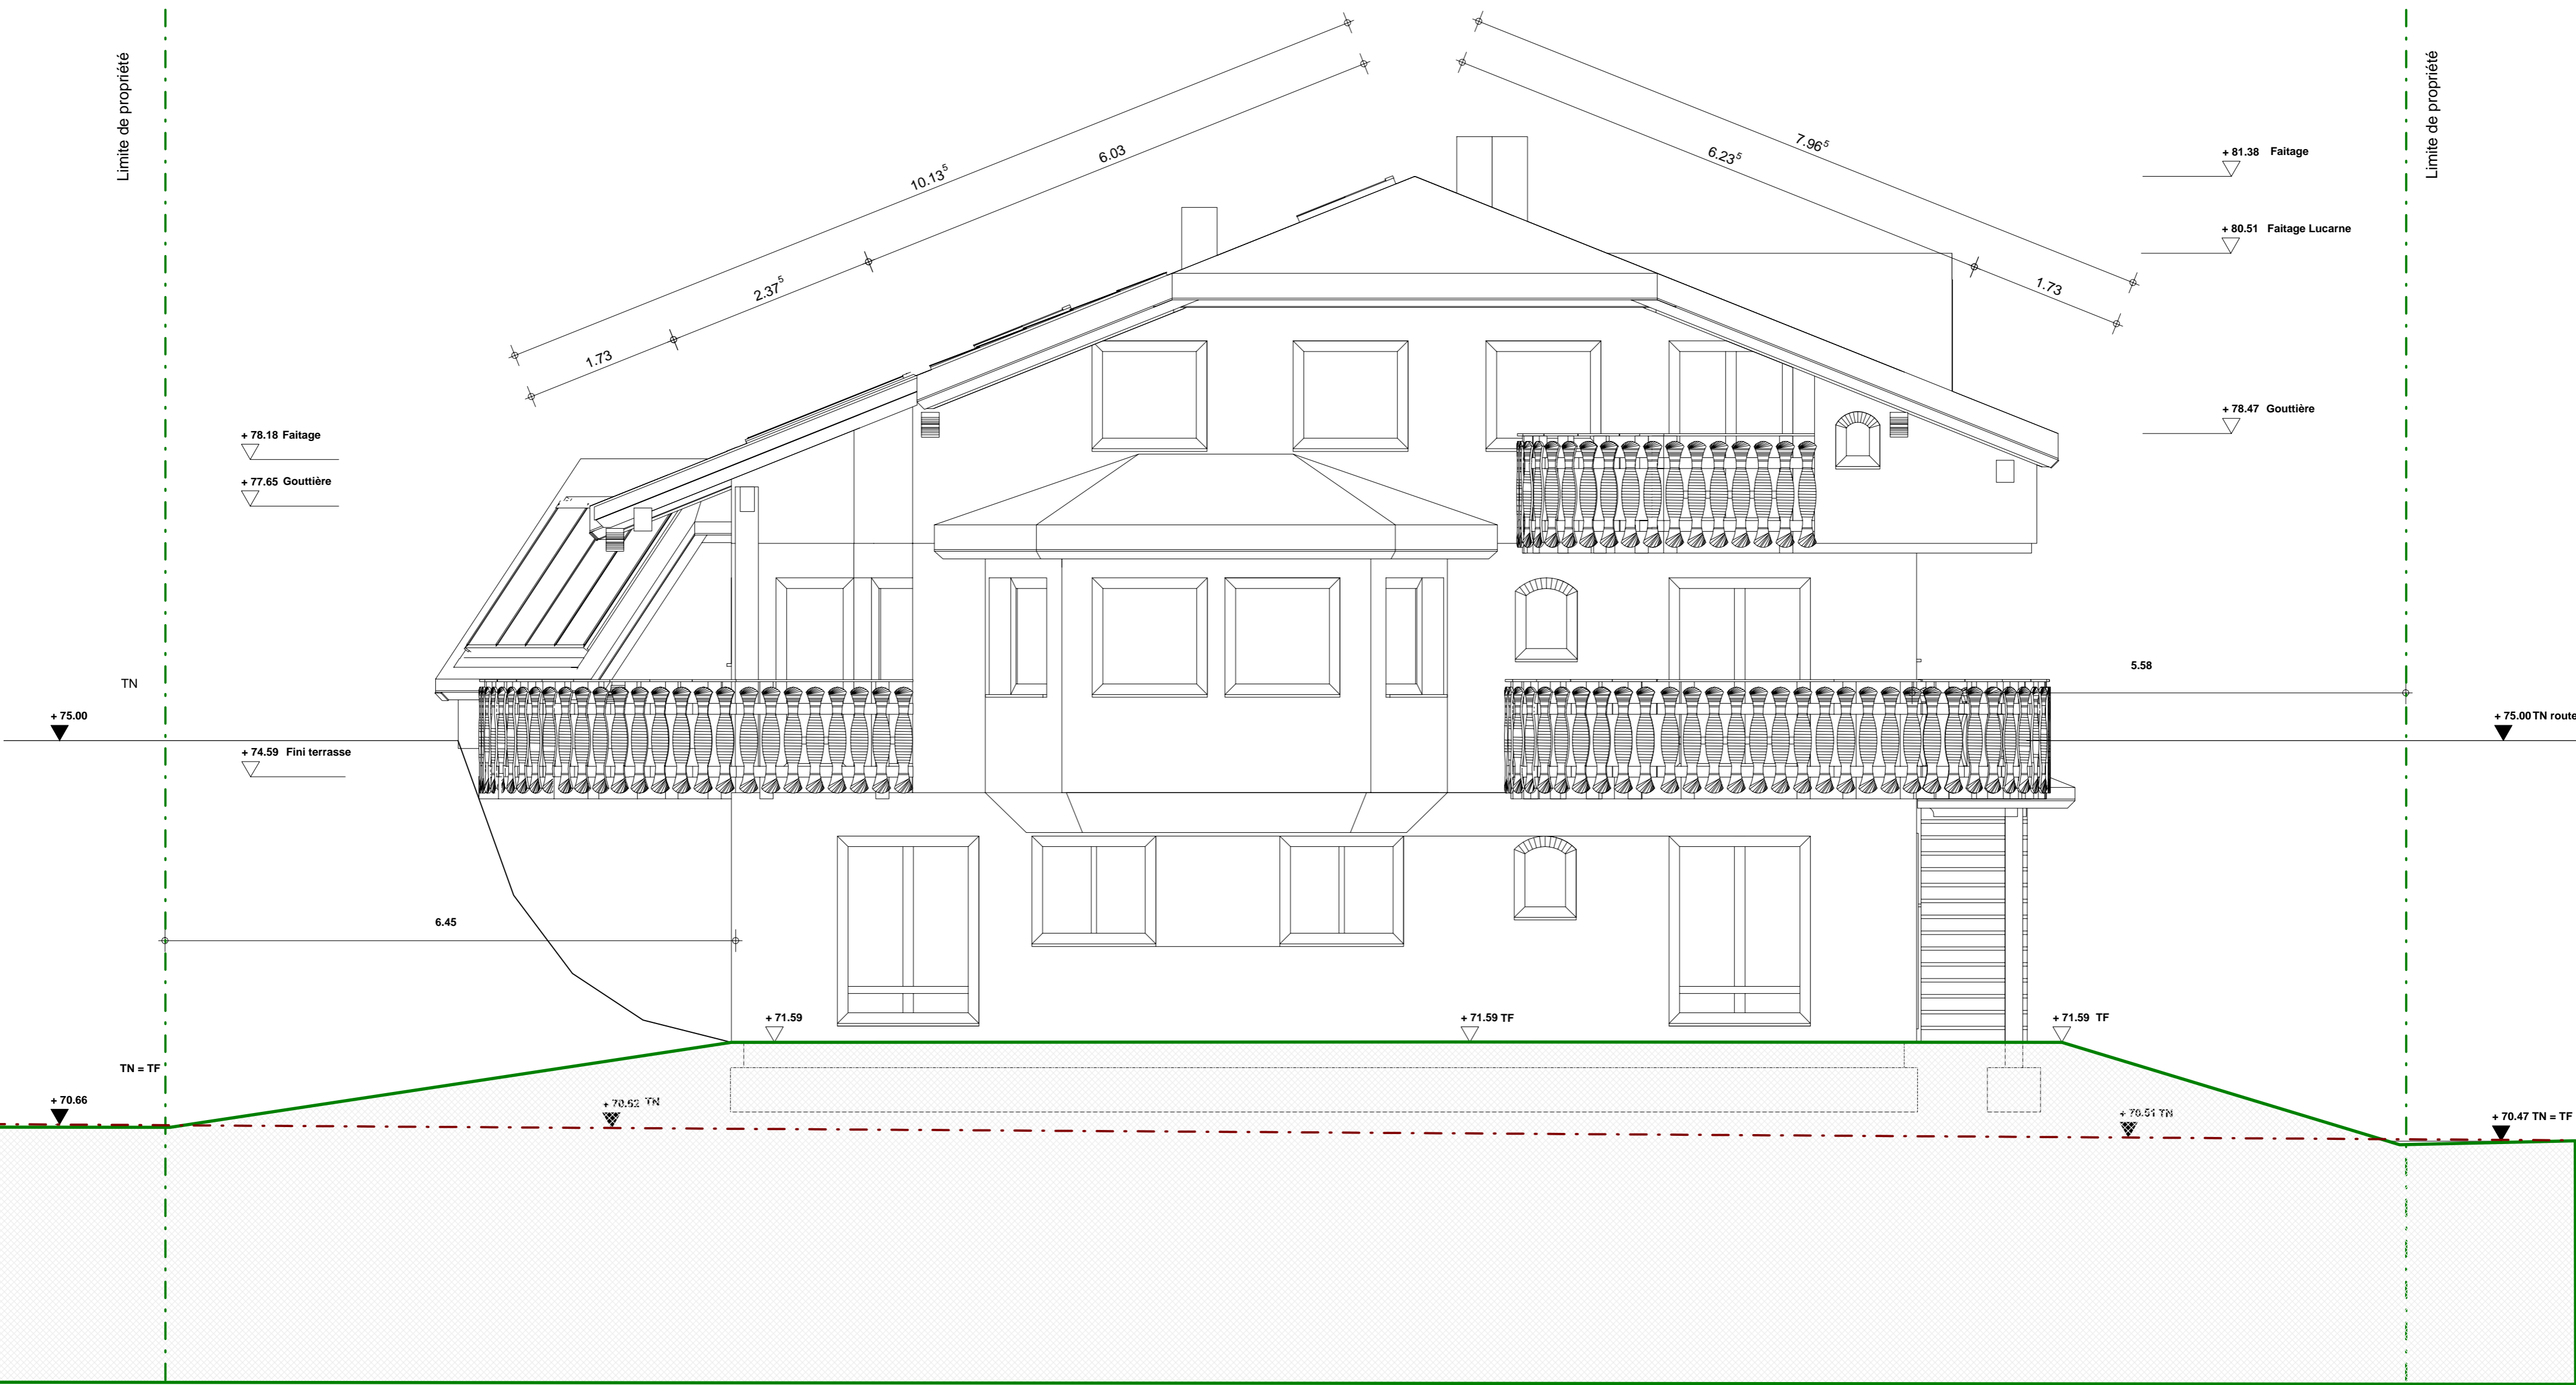 Limite de propriété
Limite de propriété
10.13⁵
6.03
2.37⁵
1.73
7.96⁵
6.23⁵
1.73
+ 81.38 Faitage
+ 80.51 Faitage Lucarne
+ 78.47 Gouttière
+ 78.18 Faitage
+ 77.65 Gouttière
TN
+ 75.00
+ 74.59 Fini terrasse
5.58
+ 75.00 TN route
6.45
+ 71.59
+ 71.59 TF
+ 71.59 TF
TN = TF
+ 70.66
+ 70.62 TN
+ 70.51 TN
+ 70.47 TN = TF